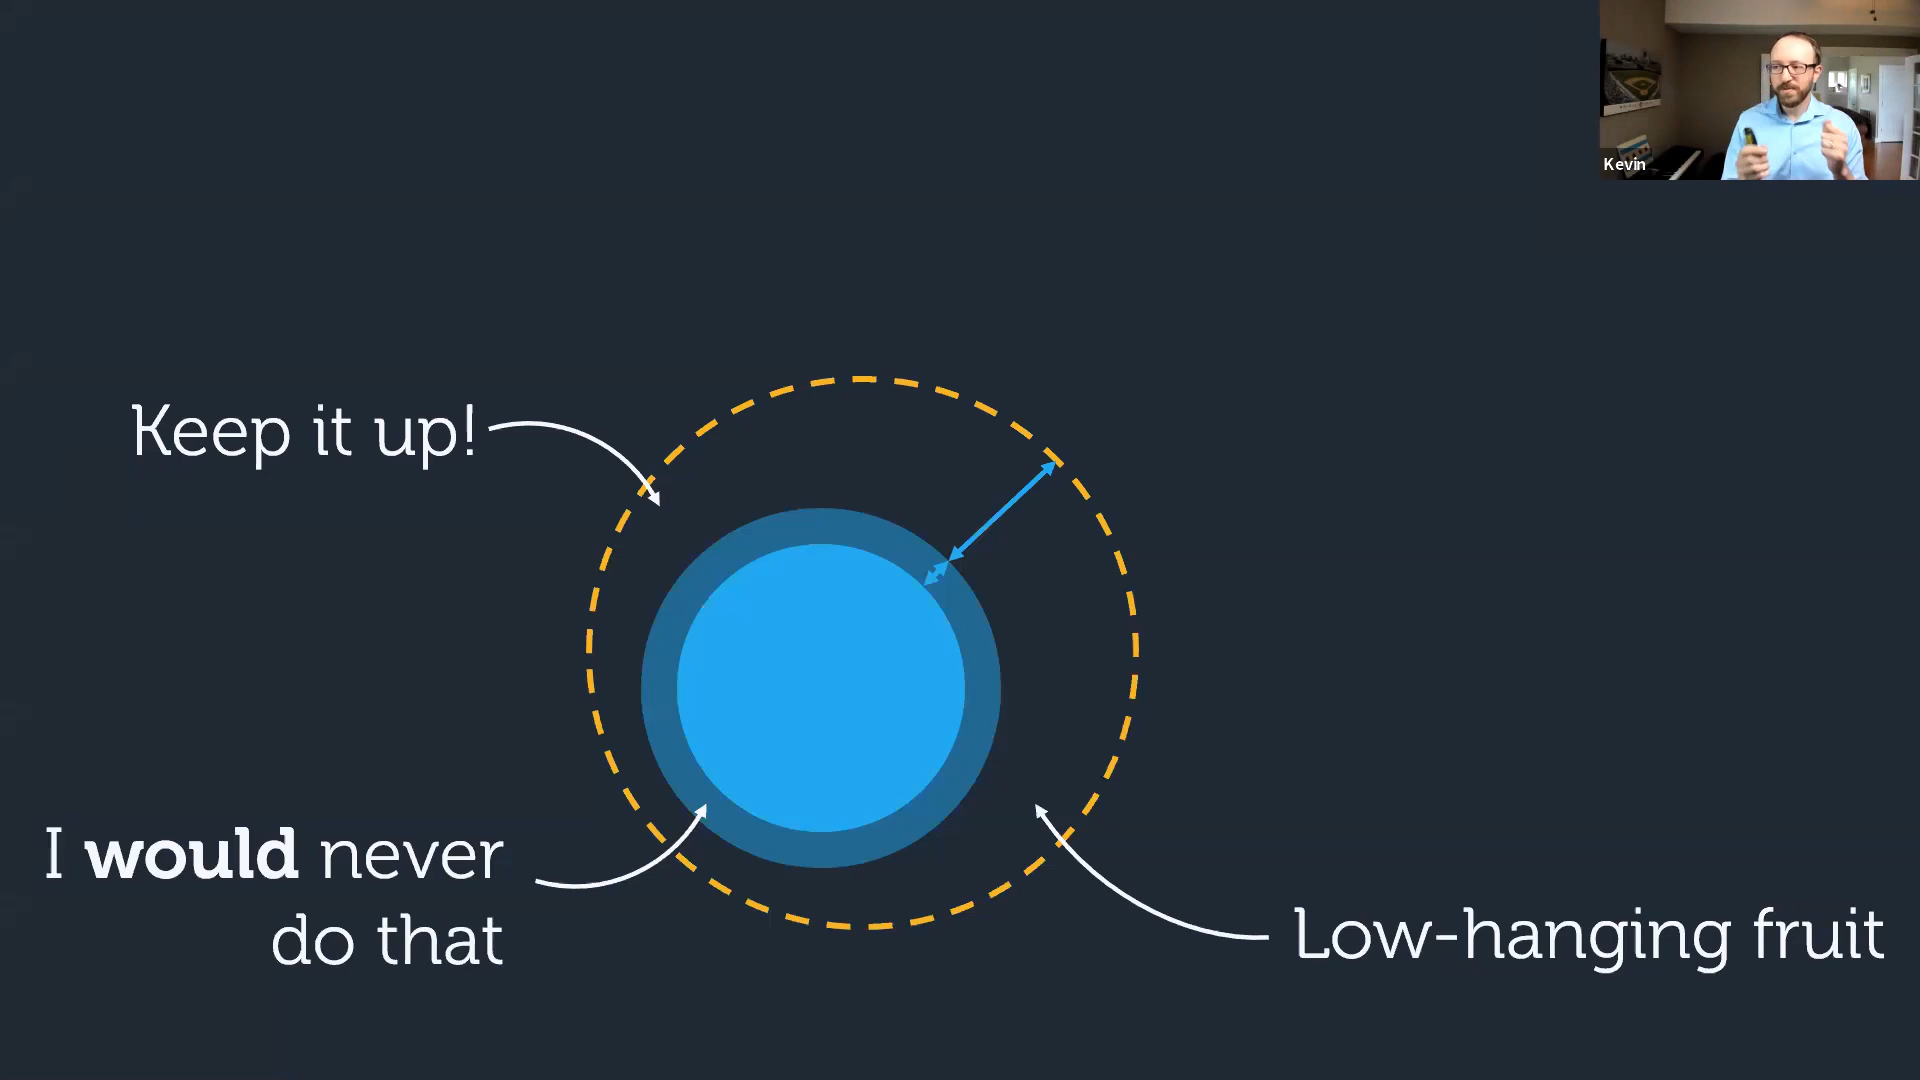 Kevin
Keep it up!
I would never
do that
Low-hanging fruit